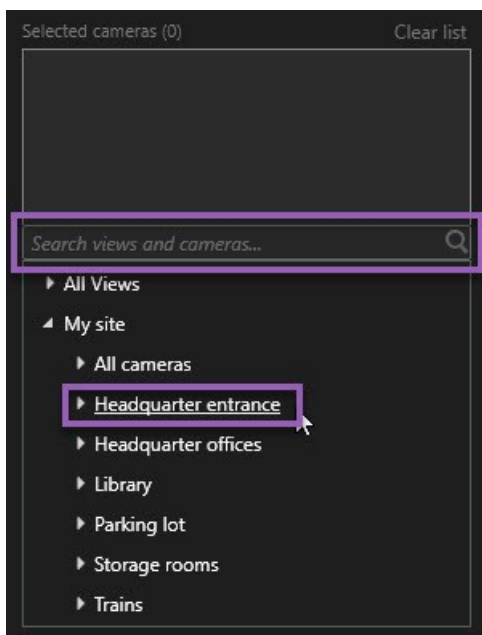 Selected cameras (0) Clear list
Search views and cameras...
All Views
My site
All cameras
Headquarter entrance
Headquarter offices
Library
Parking lot
Storage rooms
Trains